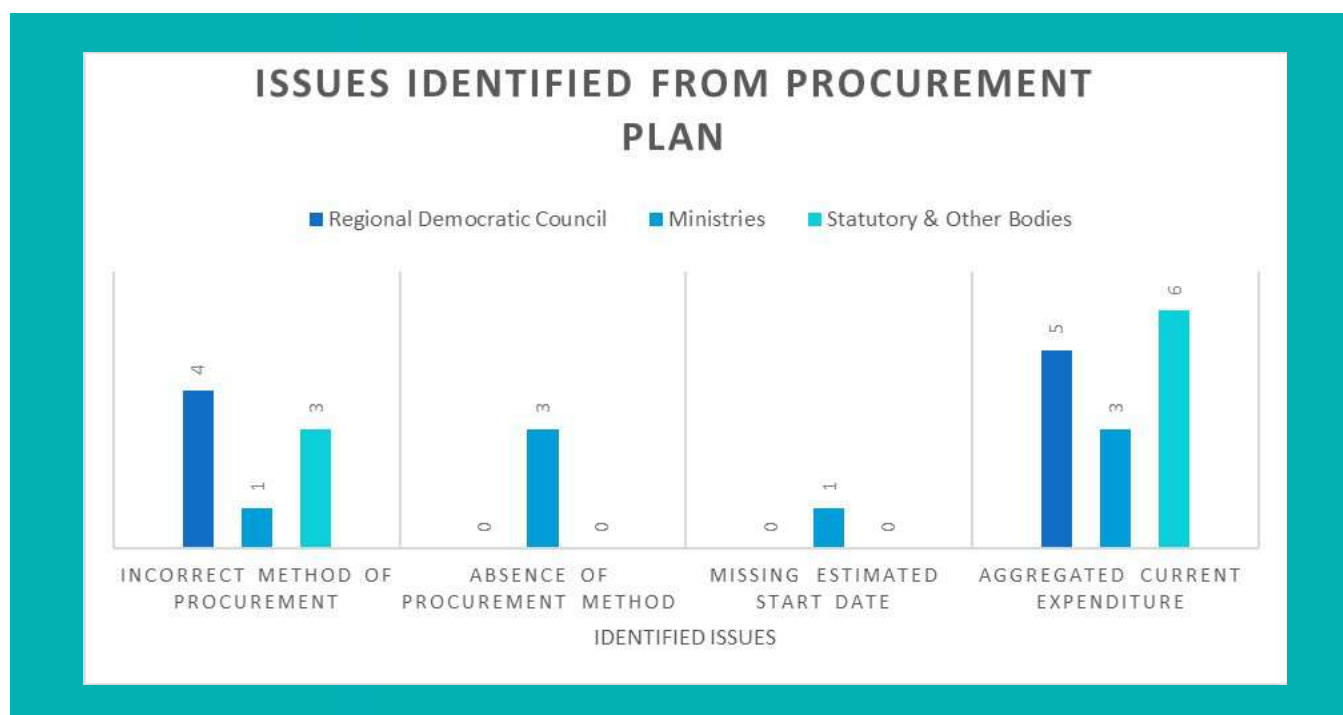 ISSUES IDENTIFIED FROM PROCUREMENT
PLAN
Regional Democratic Council Ministries Statutory & Other Bodies
4 1 3 0 3 0 0 1 0 5 3 6
INCORRECT METHOD OF
PROCUREMENT
ABSENCE OF
PROCUREMENT METHOD
MISSING ESTIMATED
START DATE
AGGREGATED CURRENT
EXPENDITURE
IDENTIFIED ISSUES